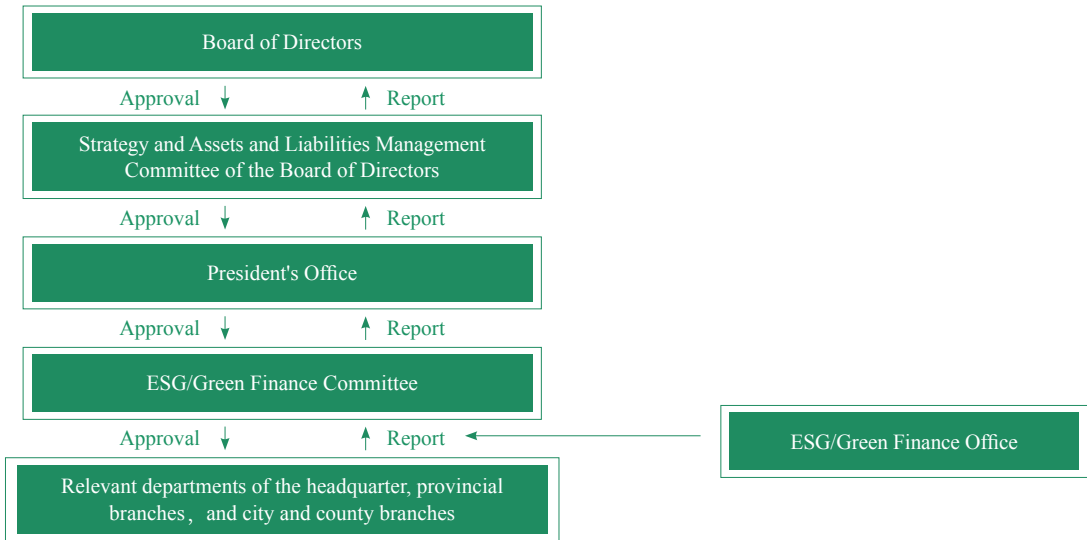 Board of Directors
Approval Report
Strategy and Assets and Liabilities Management
Committee of the Board of Directors
Approval Report
President's Office
Approval Report
ESG/Green Finance Committee
Approval Report
ESG/Green Finance Office
Relevant departments of the headquarter, provincial
branches，and city and county branches